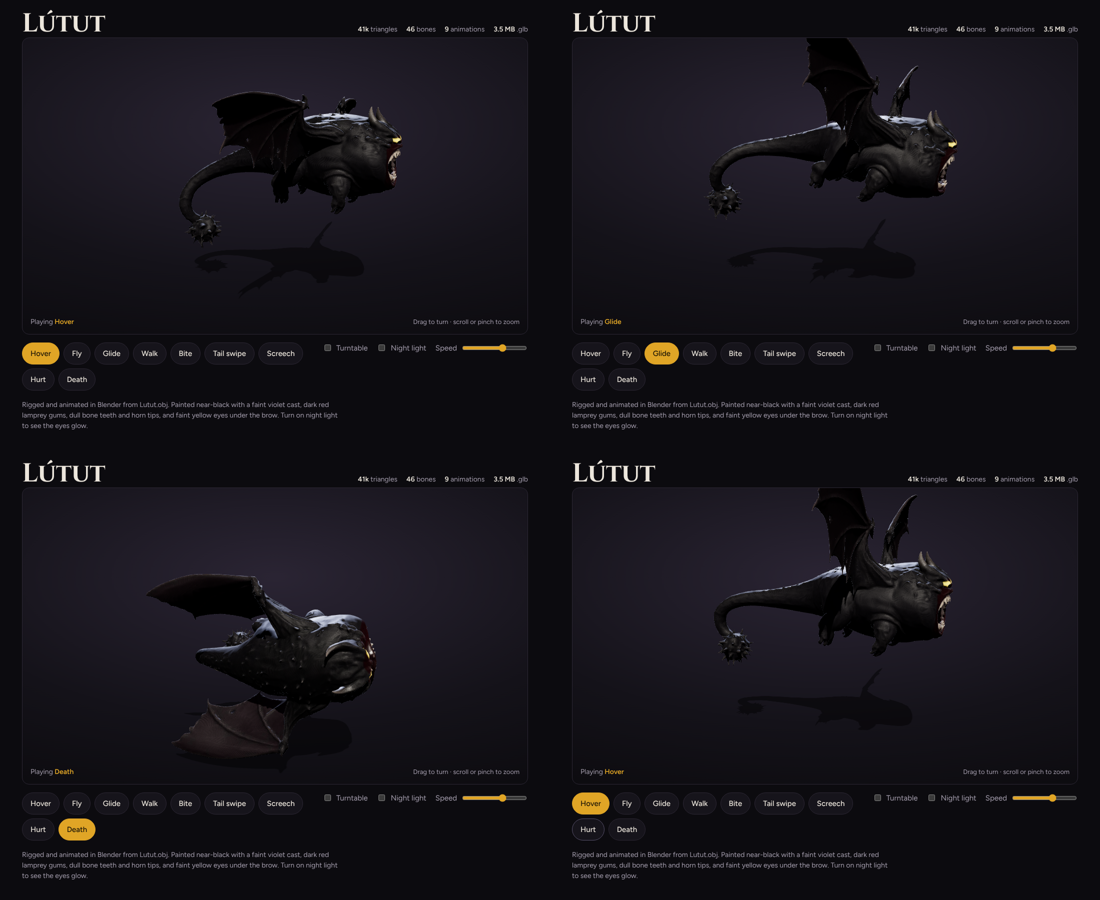 LÚTUT
41k triangles 46 bones 9 animations 3.5 MB .glb
Playing Hover
Drag to turn · scroll or pinch to zoom
Hover Fly Glide Walk Bite Tail swipe Screech
Turntable Night light Speed
Hurt Death
Rigged and animated in Blender from Lutut.obj. Painted near-black with a faint violet cast, dark red
lamprey gums, dull bone teeth and horn tips, and faint yellow eyes under the brow. Turn on night light
to see the eyes glow.
LÚTUT
41k triangles 46 bones 9 animations 3.5 MB .glb
Playing Glide
Drag to turn · scroll or pinch to zoom
Hover Fly Glide Walk Bite Tail swipe Screech
Turntable Night light Speed
Hurt Death
Rigged and animated in Blender from Lutut.obj. Painted near-black with a faint violet cast, dark red
lamprey gums, dull bone teeth and horn tips, and faint yellow eyes under the brow. Turn on night light
to see the eyes glow.
LÚTUT
41k triangles 46 bones 9 animations 3.5 MB .glb
Playing Death
Drag to turn · scroll or pinch to zoom
Hover Fly Glide Walk Bite Tail swipe Screech
Turntable Night light Speed
Hurt Death
Rigged and animated in Blender from Lutut.obj. Painted near-black with a faint violet cast, dark red
lamprey gums, dull bone teeth and horn tips, and faint yellow eyes under the brow. Turn on night light
to see the eyes glow.
LÚTUT
41k triangles 46 bones 9 animations 3.5 MB .glb
Playing Hover
Drag to turn · scroll or pinch to zoom
Hover Fly Glide Walk Bite Tail swipe Screech
Turntable Night light Speed
Hurt Death
Rigged and animated in Blender from Lutut.obj. Painted near-black with a faint violet cast, dark red
lamprey gums, dull bone teeth and horn tips, and faint yellow eyes under the brow. Turn on night light
to see the eyes glow.